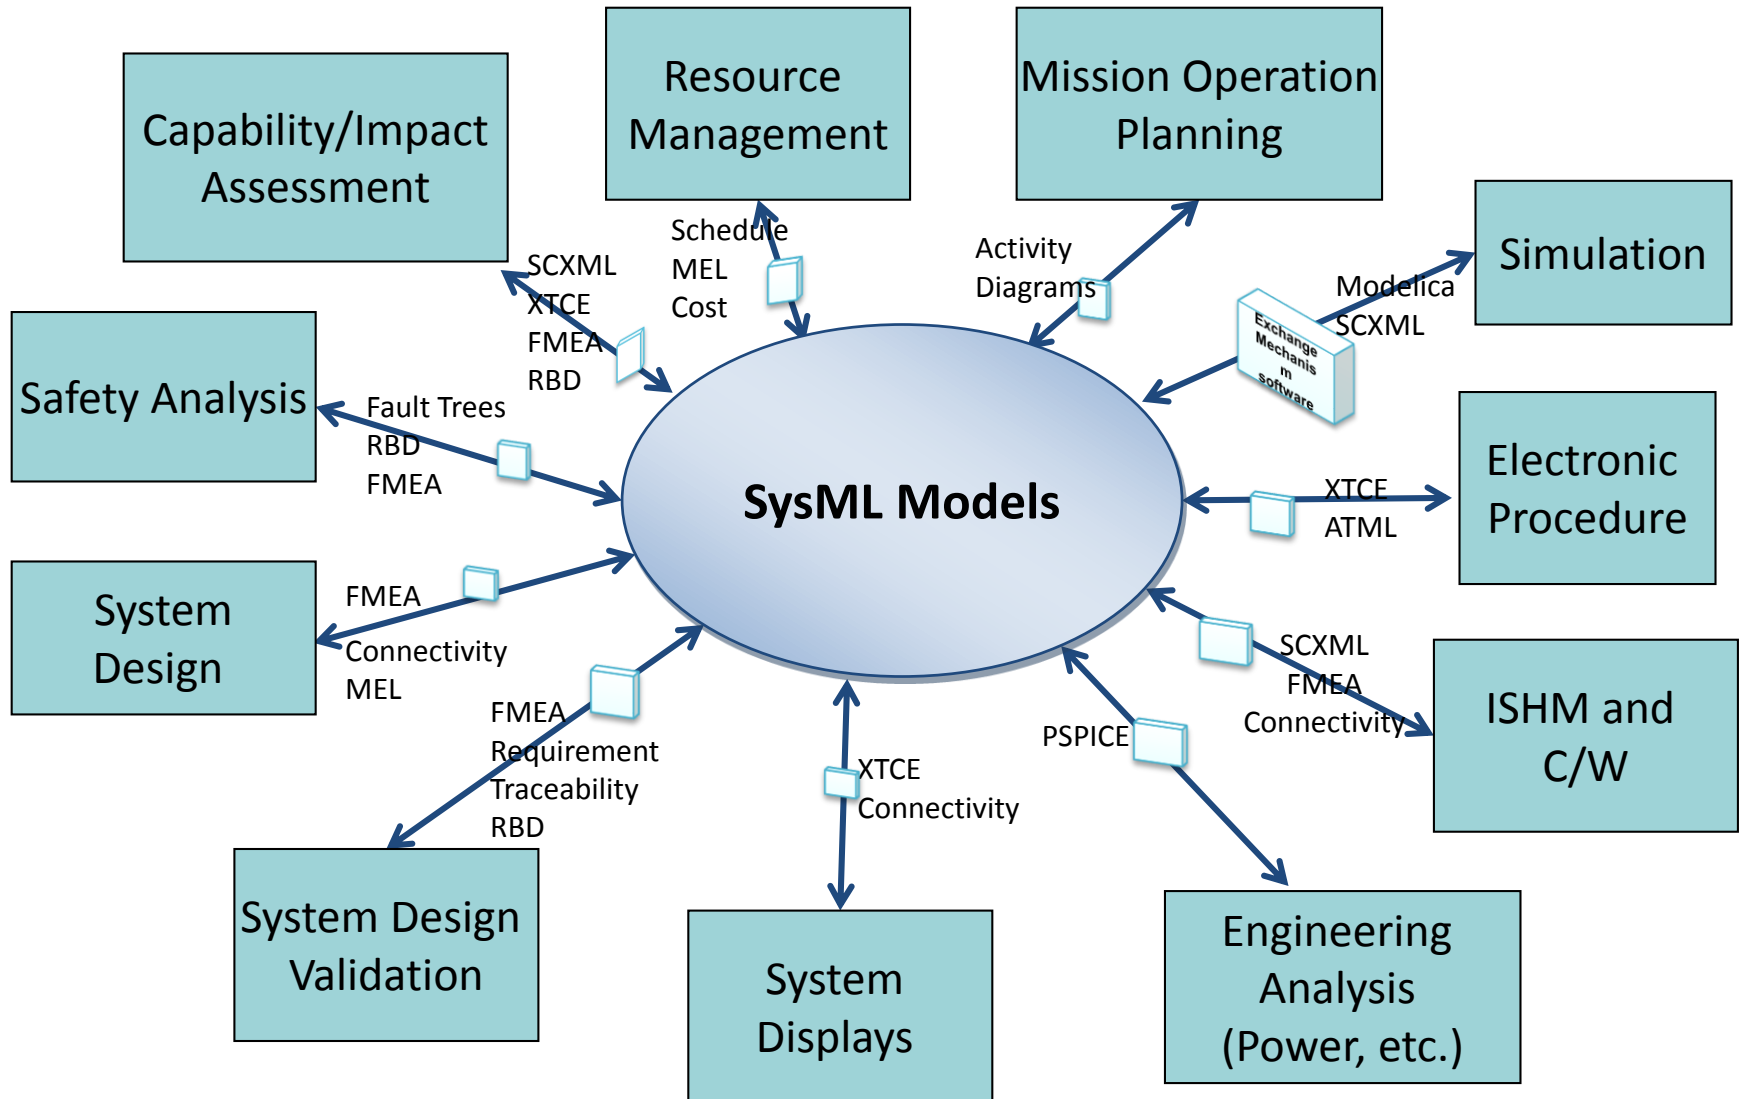 Resource
Management
Mission Operation
Planning
Capability/Impact
Assessment
Simulation
Schedule
MEL
Cost
Activity
Diagrams
SCXML
XTCE
FMEA
RBD
Modelica
SCXML
Exchange
Mechanis
m
software
Safety Analysis
Fault Trees
RBD
FMEA
SysML Models
Electronic
Procedure
XTCE
ATML
System
Design
FMEA
Connectivity
MEL
SCXML
FMEA
Connectivity
ISHM and
C/W
FMEA
Requirement
Traceability
RBD
PSPICE
XTCE
Connectivity
System Design
Validation
System
Displays
Engineering
Analysis
(Power, etc.)